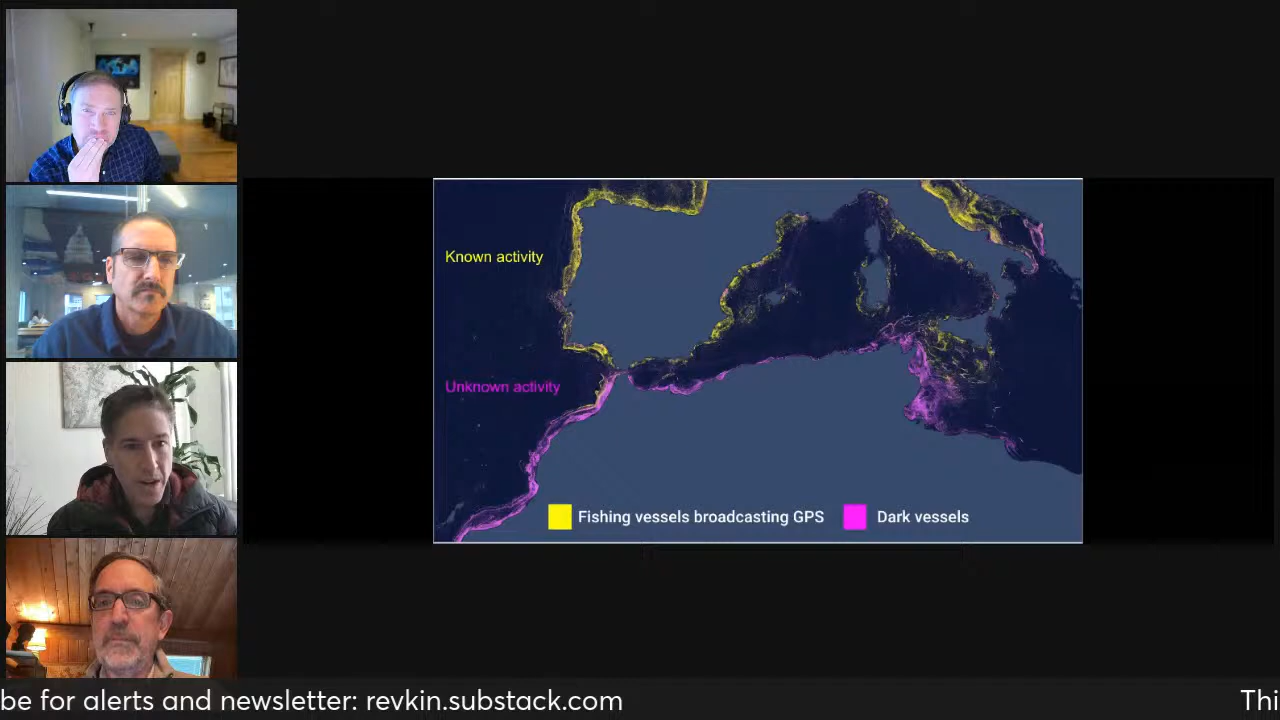 Known activity
Unknown activity
Fishing vessels broadcasting GPS
Dark vessels
be for alerts and newsletter: revkin.substack.com
Thi